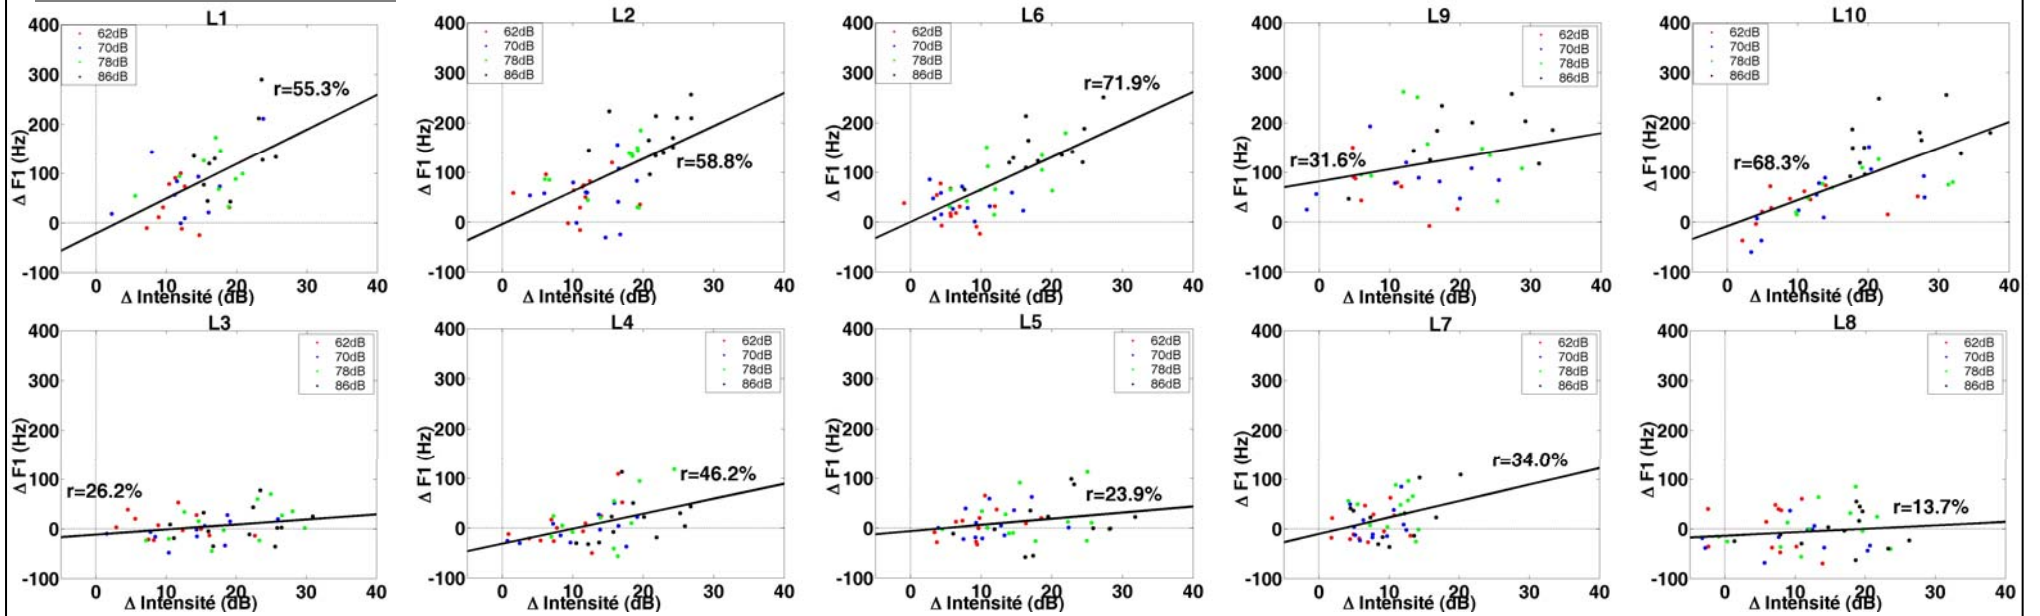 L1
400
300
200
100
0
-100
Δ F1 (Hz)
62dB
70dB
78dB
86dB
r=55.3%
0 10 20 30 40
Δ Intensité (dB)
L2
400
300
200
100
0
-100
Δ F1 (Hz)
62dB
70dB
78dB
86dB
r=58.8%
0 10 20 30 40
Δ Intensité (dB)
L6
400
300
200
100
0
-100
Δ F1 (Hz)
62dB
70dB
78dB
86dB
r=71.9%
0 10 20 30 40
Δ Intensité (dB)
L9
400
300
200
100
0
-100
Δ F1 (Hz)
62dB
70dB
78dB
86dB
r=31.6%
0 10 20 30 40
Δ Intensité (dB)
L10
400
300
200
100
0
-100
Δ F1 (Hz)
62dB
70dB
78dB
86dB
r=68.3%
0 10 20 30 40
Δ Intensité (dB)
L3
400
300
200
100
0
-100
Δ F1 (Hz)
62dB
70dB
78dB
86dB
r=26.2%
0 10 20 30 40
Δ Intensité (dB)
L4
400
300
200
100
0
-100
Δ F1 (Hz)
62dB
70dB
78dB
86dB
r=46.2%
0 10 20 30 40
Δ Intensité (dB)
L5
400
300
200
100
0
-100
Δ F1 (Hz)
62dB
70dB
78dB
86dB
r=23.9%
0 10 20 30 40
Δ Intensité (dB)
L7
400
300
200
100
0
-100
Δ F1 (Hz)
62dB
70dB
78dB
86dB
r=34.0%
0 10 20 30 40
Δ Intensité (dB)
L8
400
300
200
100
0
-100
Δ F1 (Hz)
62dB
70dB
78dB
86dB
r=13.7%
0 10 20 30 40
Δ Intensité (dB)